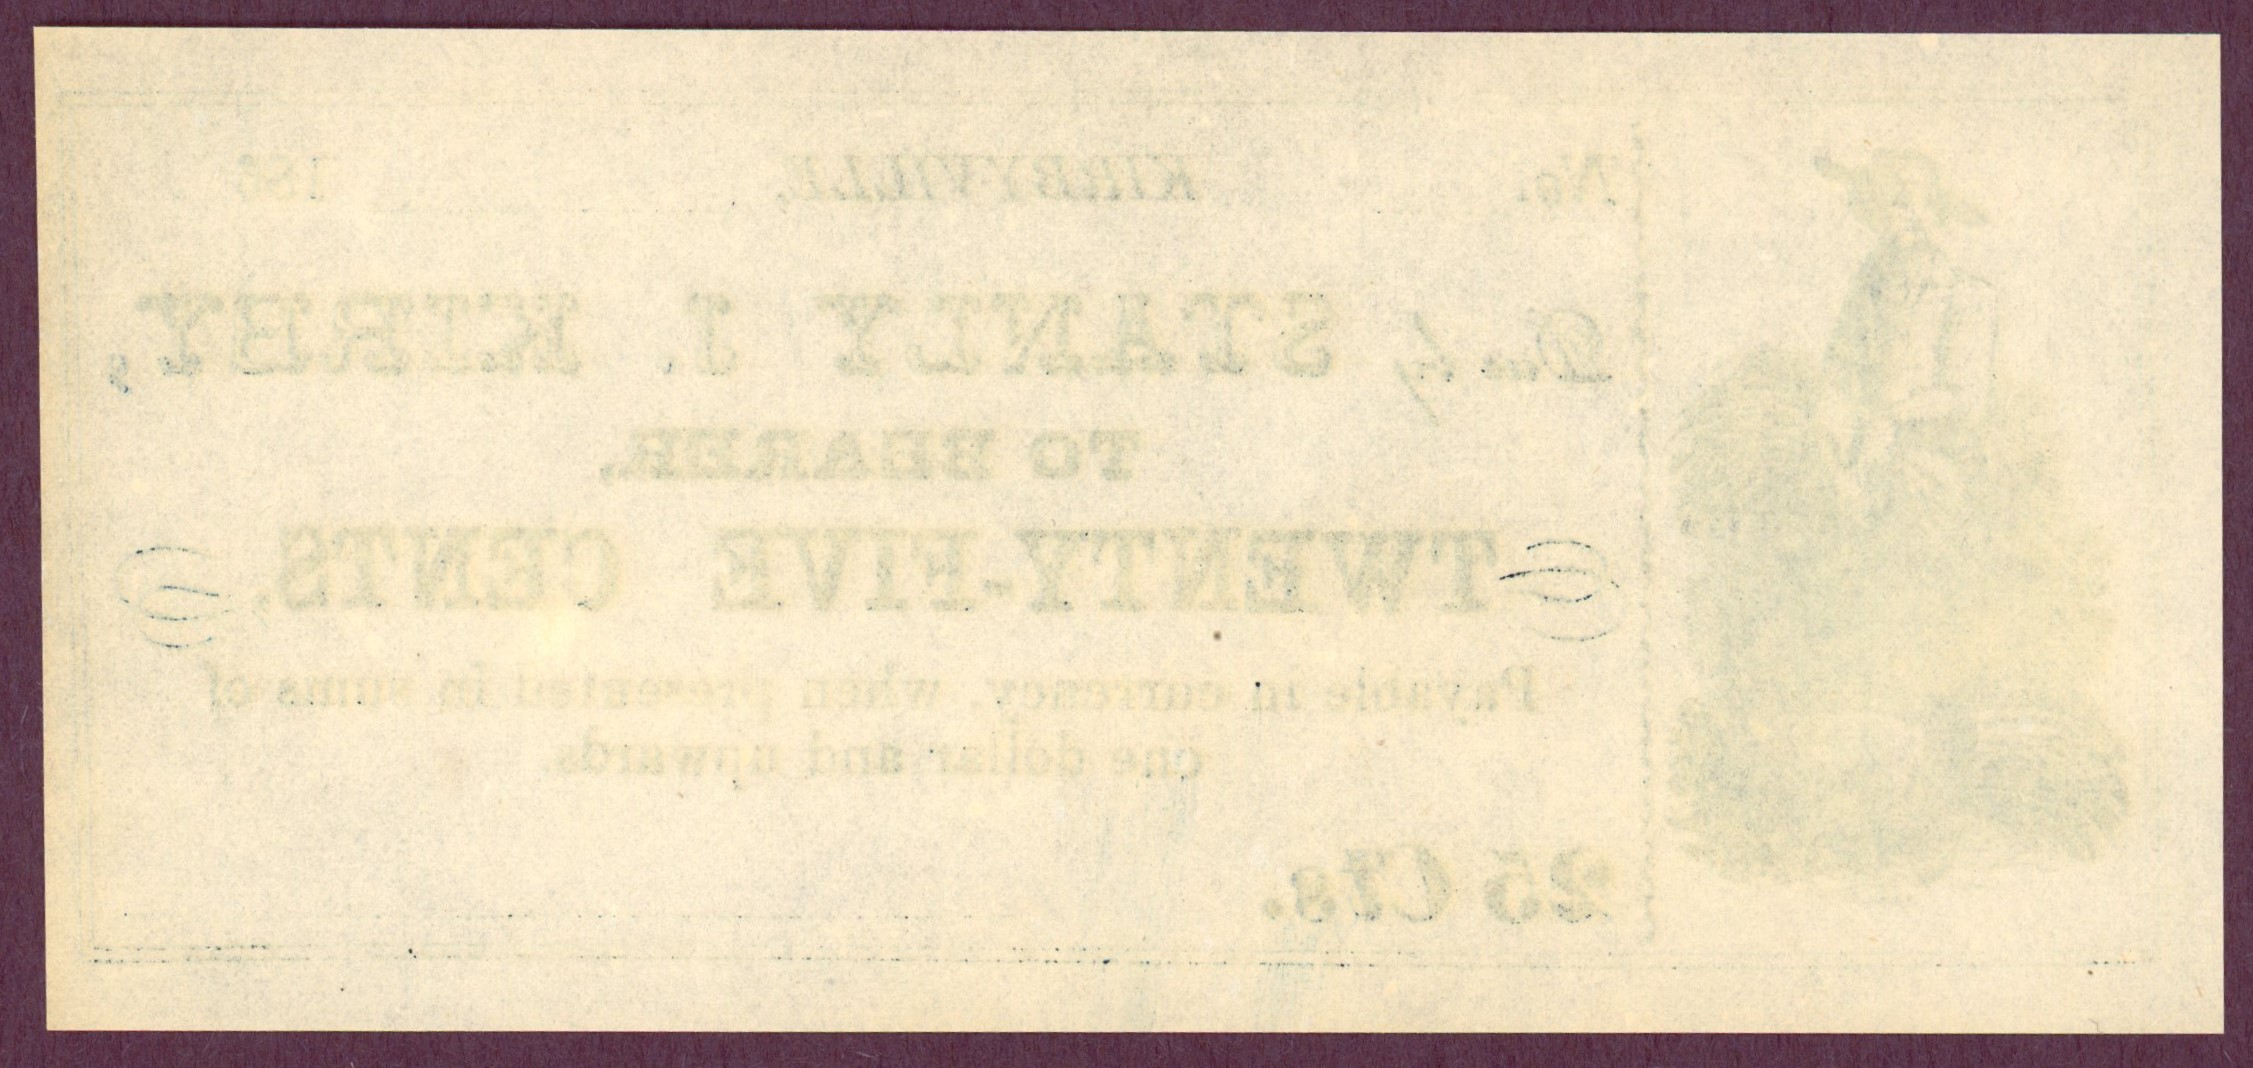 No. KIRBYVILLE, 186
Due by STANLY J. KIRBY,
TO BEARER,
TWENTY-FIVE CENTS,
Payable in currency, when presented in sums of
one dollar and upwards.
25 Cts.